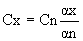 Cx = Cn αx/αn